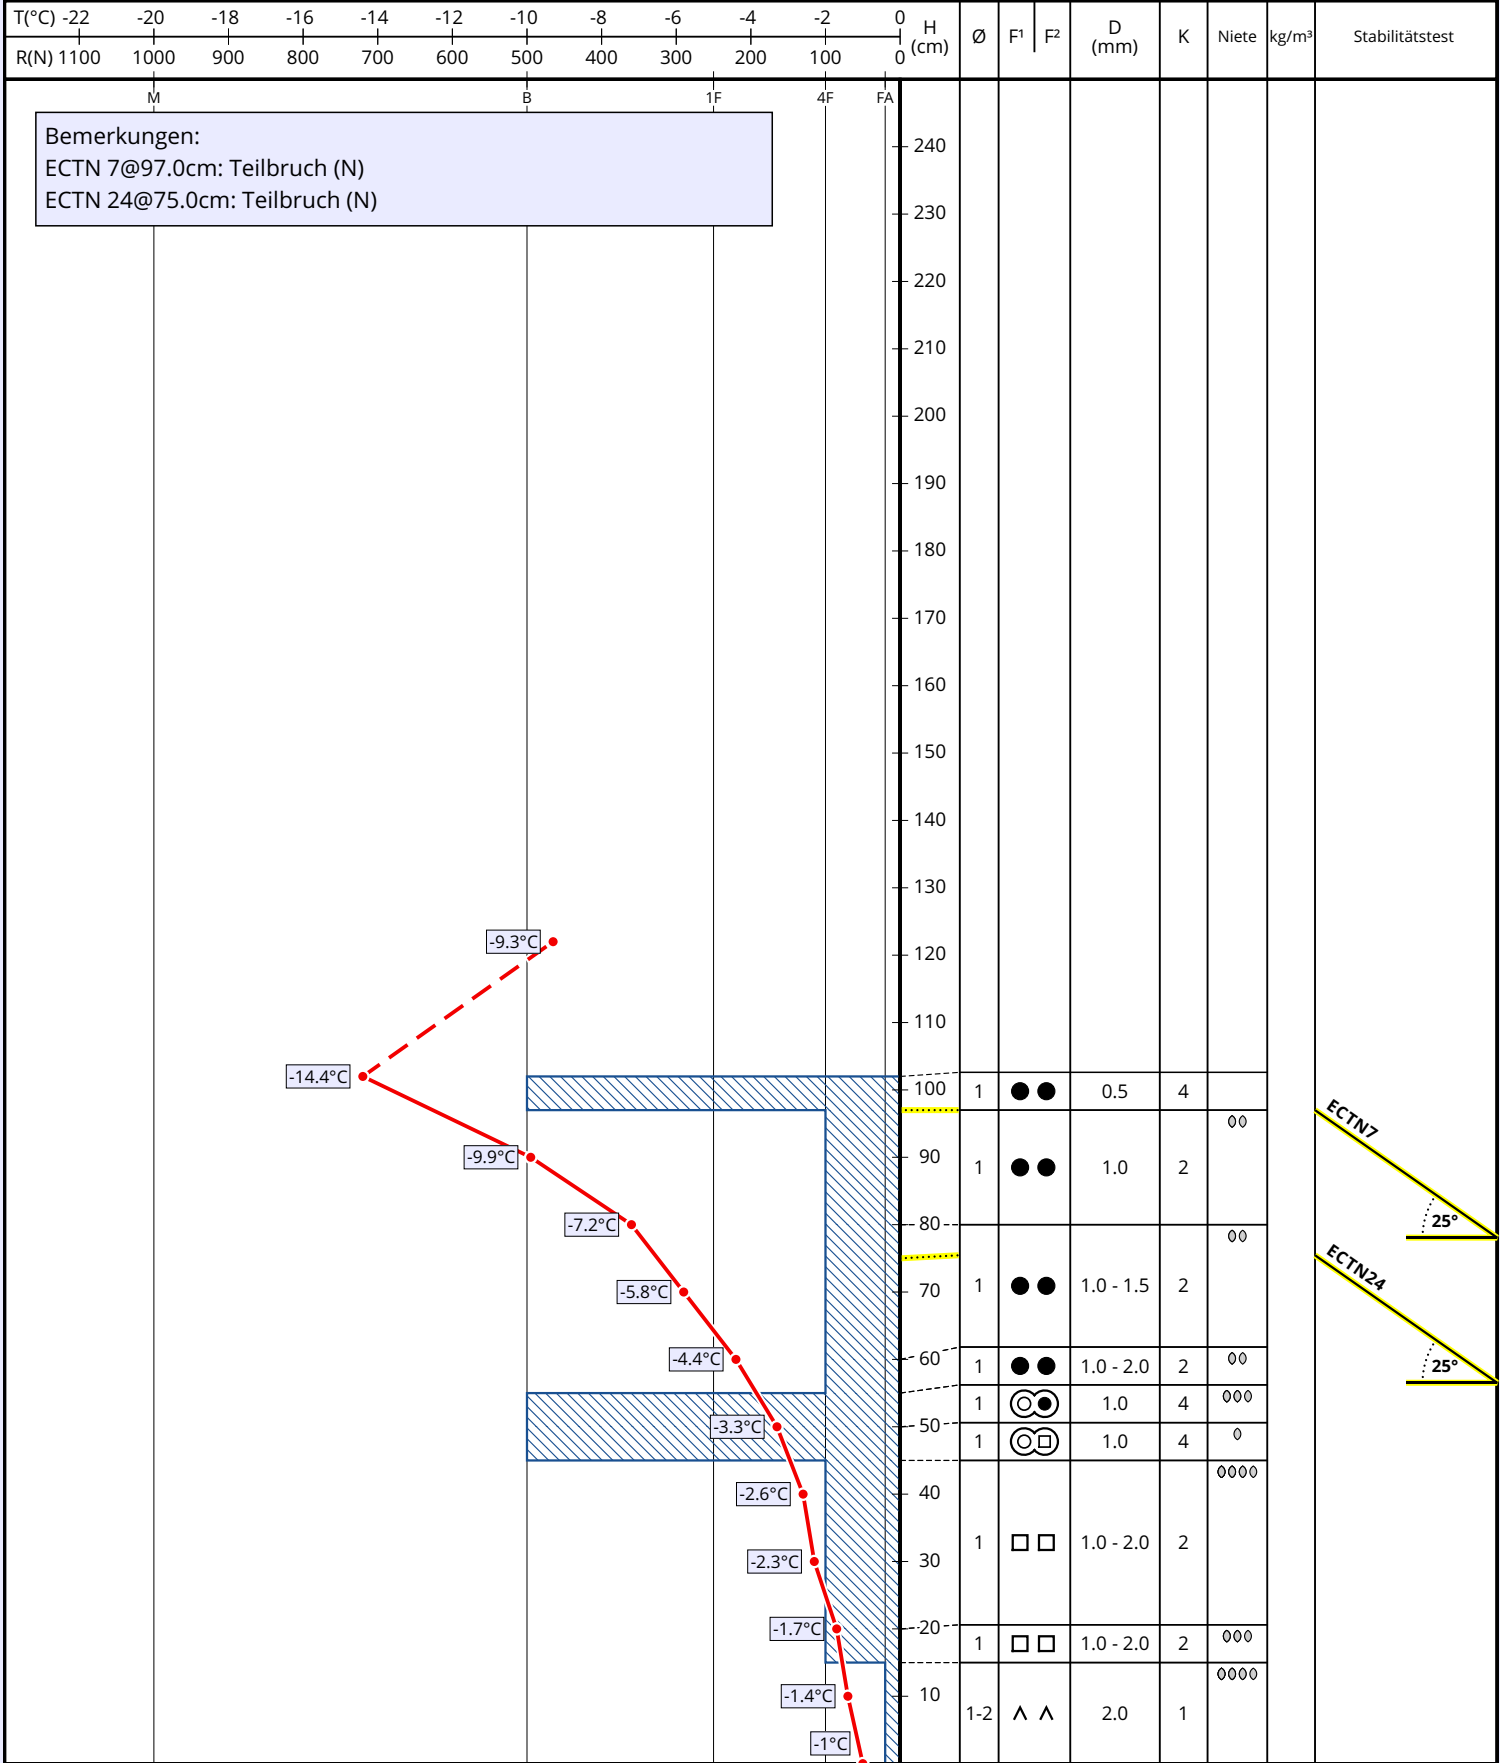 T(°C) -22 -20 -18 -16 -14 -12 -10 -8 -6 -4 -2 0
R(N) 1100 1000 900 800 700 600 500 400 300 200 100 0
H (cm)
Ø
F¹ F²
D (mm)
K
Niete
kg/m³
Stabilitätstest
M B 1F 4F FA
Bemerkungen:
ECTN 7@97.0cm: Teilbruch (N)
ECTN 24@75.0cm: Teilbruch (N)
240
230
220
210
200
190
180
170
160
150
140
130
-9.3°C
120
110
-14.4°C
100 1 0.5 4
ECTN7
-9.9°C 90 1 1.0 2
25°
-7.2°C 80
ECTN24
-5.8°C 70 1 1.0 - 1.5 2
-4.4°C 60 1 1.0 - 2.0 2
25°
1 1.0 4
-3.3°C 50
1 1.0 4
-2.6°C 40
1 1.0 - 2.0 2
-2.3°C 30
-1.7°C 20 1 1.0 - 2.0 2
-1.4°C 10
1-2 2.0 1
-1°C